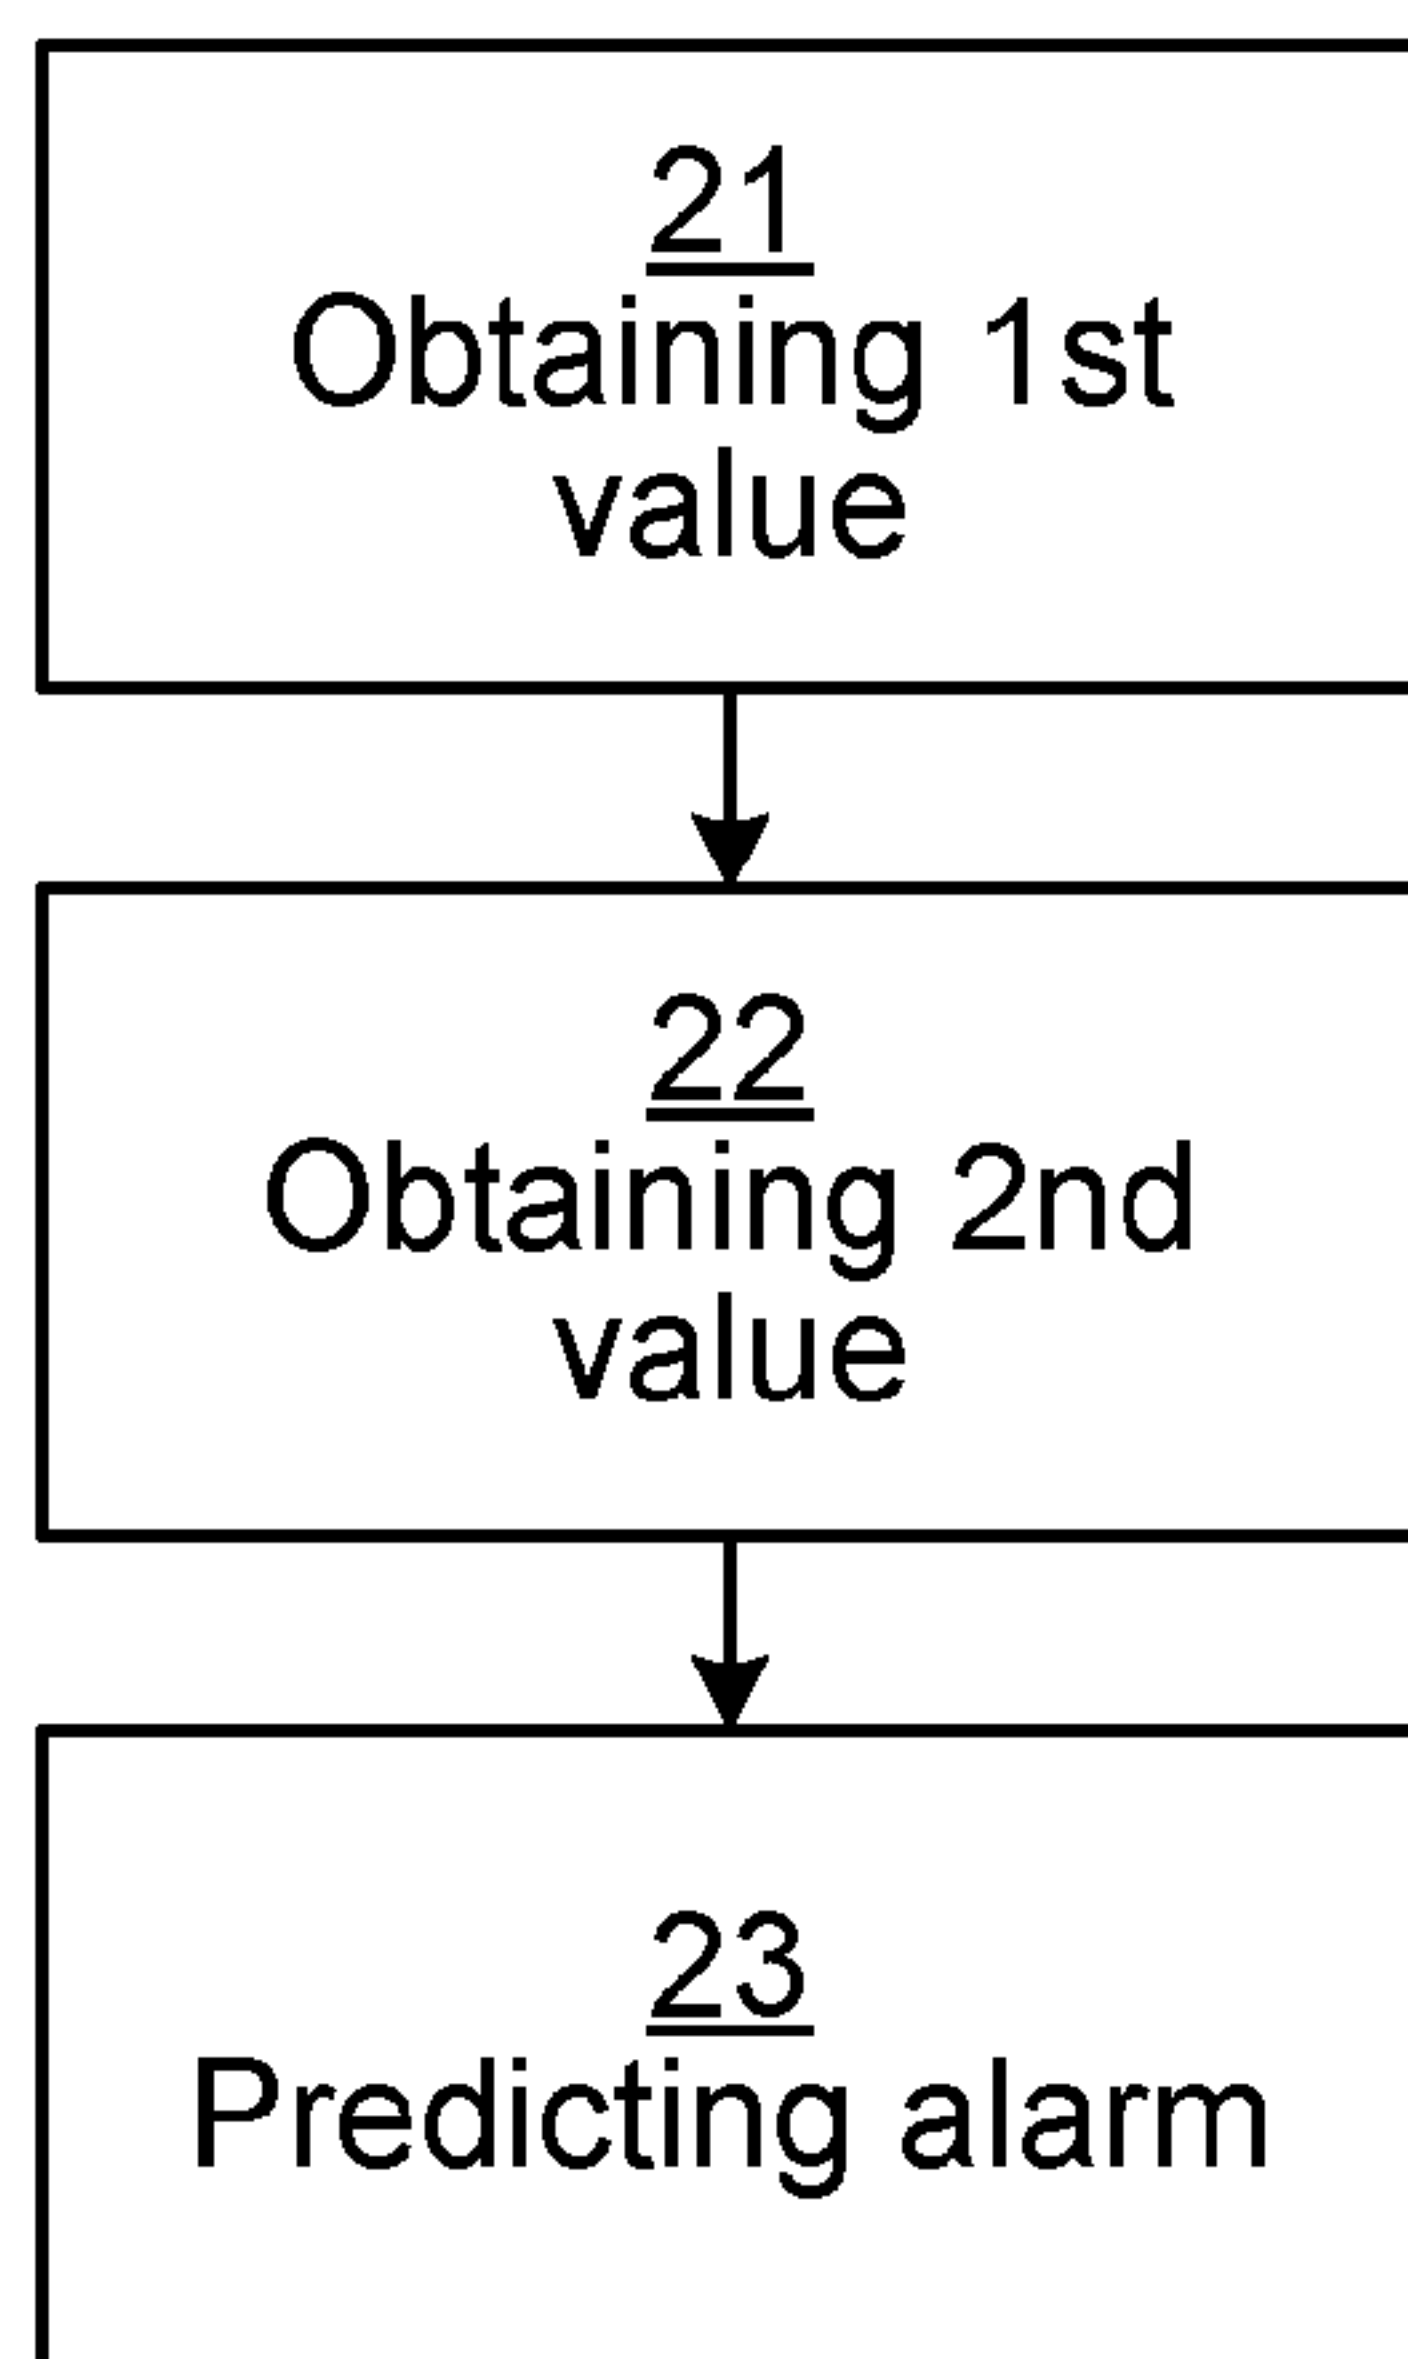 21
Obtaining 1st
value
22
Obtaining 2nd
value
23
Predicting alarm